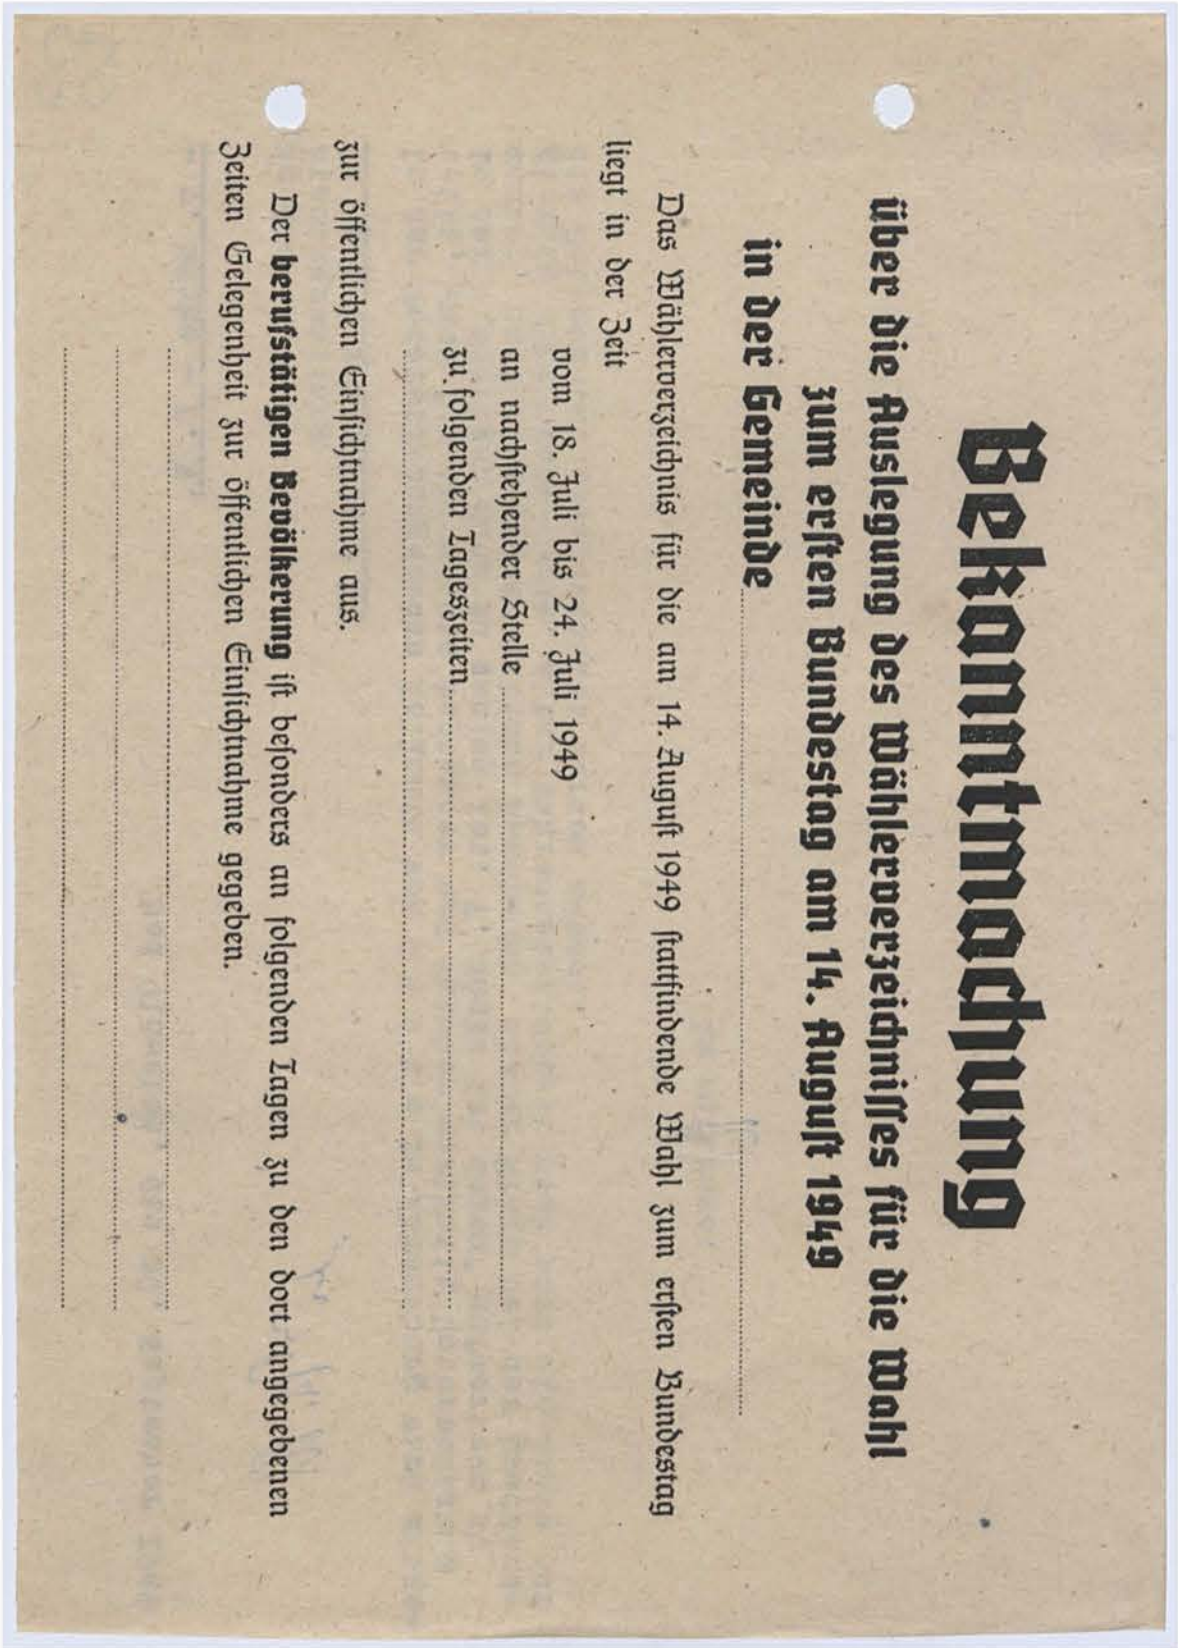 Bekanntmachung
über die Auslegung des Wählerverzeichnisses für die Wahl
zum ersten Bundestag am 14. August 1949
in der Gemeinde
Das Wählerverzeichnis für die am 14. August 1949 stattfindende Wahl zum ersten Bundestag
liegt in der Zeit
vom 18. Juli bis 24. Juli 1949
an nachstehender Stelle
zu folgenden Tageszeiten
zur öffentlichen Einsichtnahme aus.
Der berufstätigen Bevölkerung ist besonders an folgenden Tagen zu den dort angegebenen
Zeiten Gelegenheit zur öffentlichen Einsichtnahme gegeben.